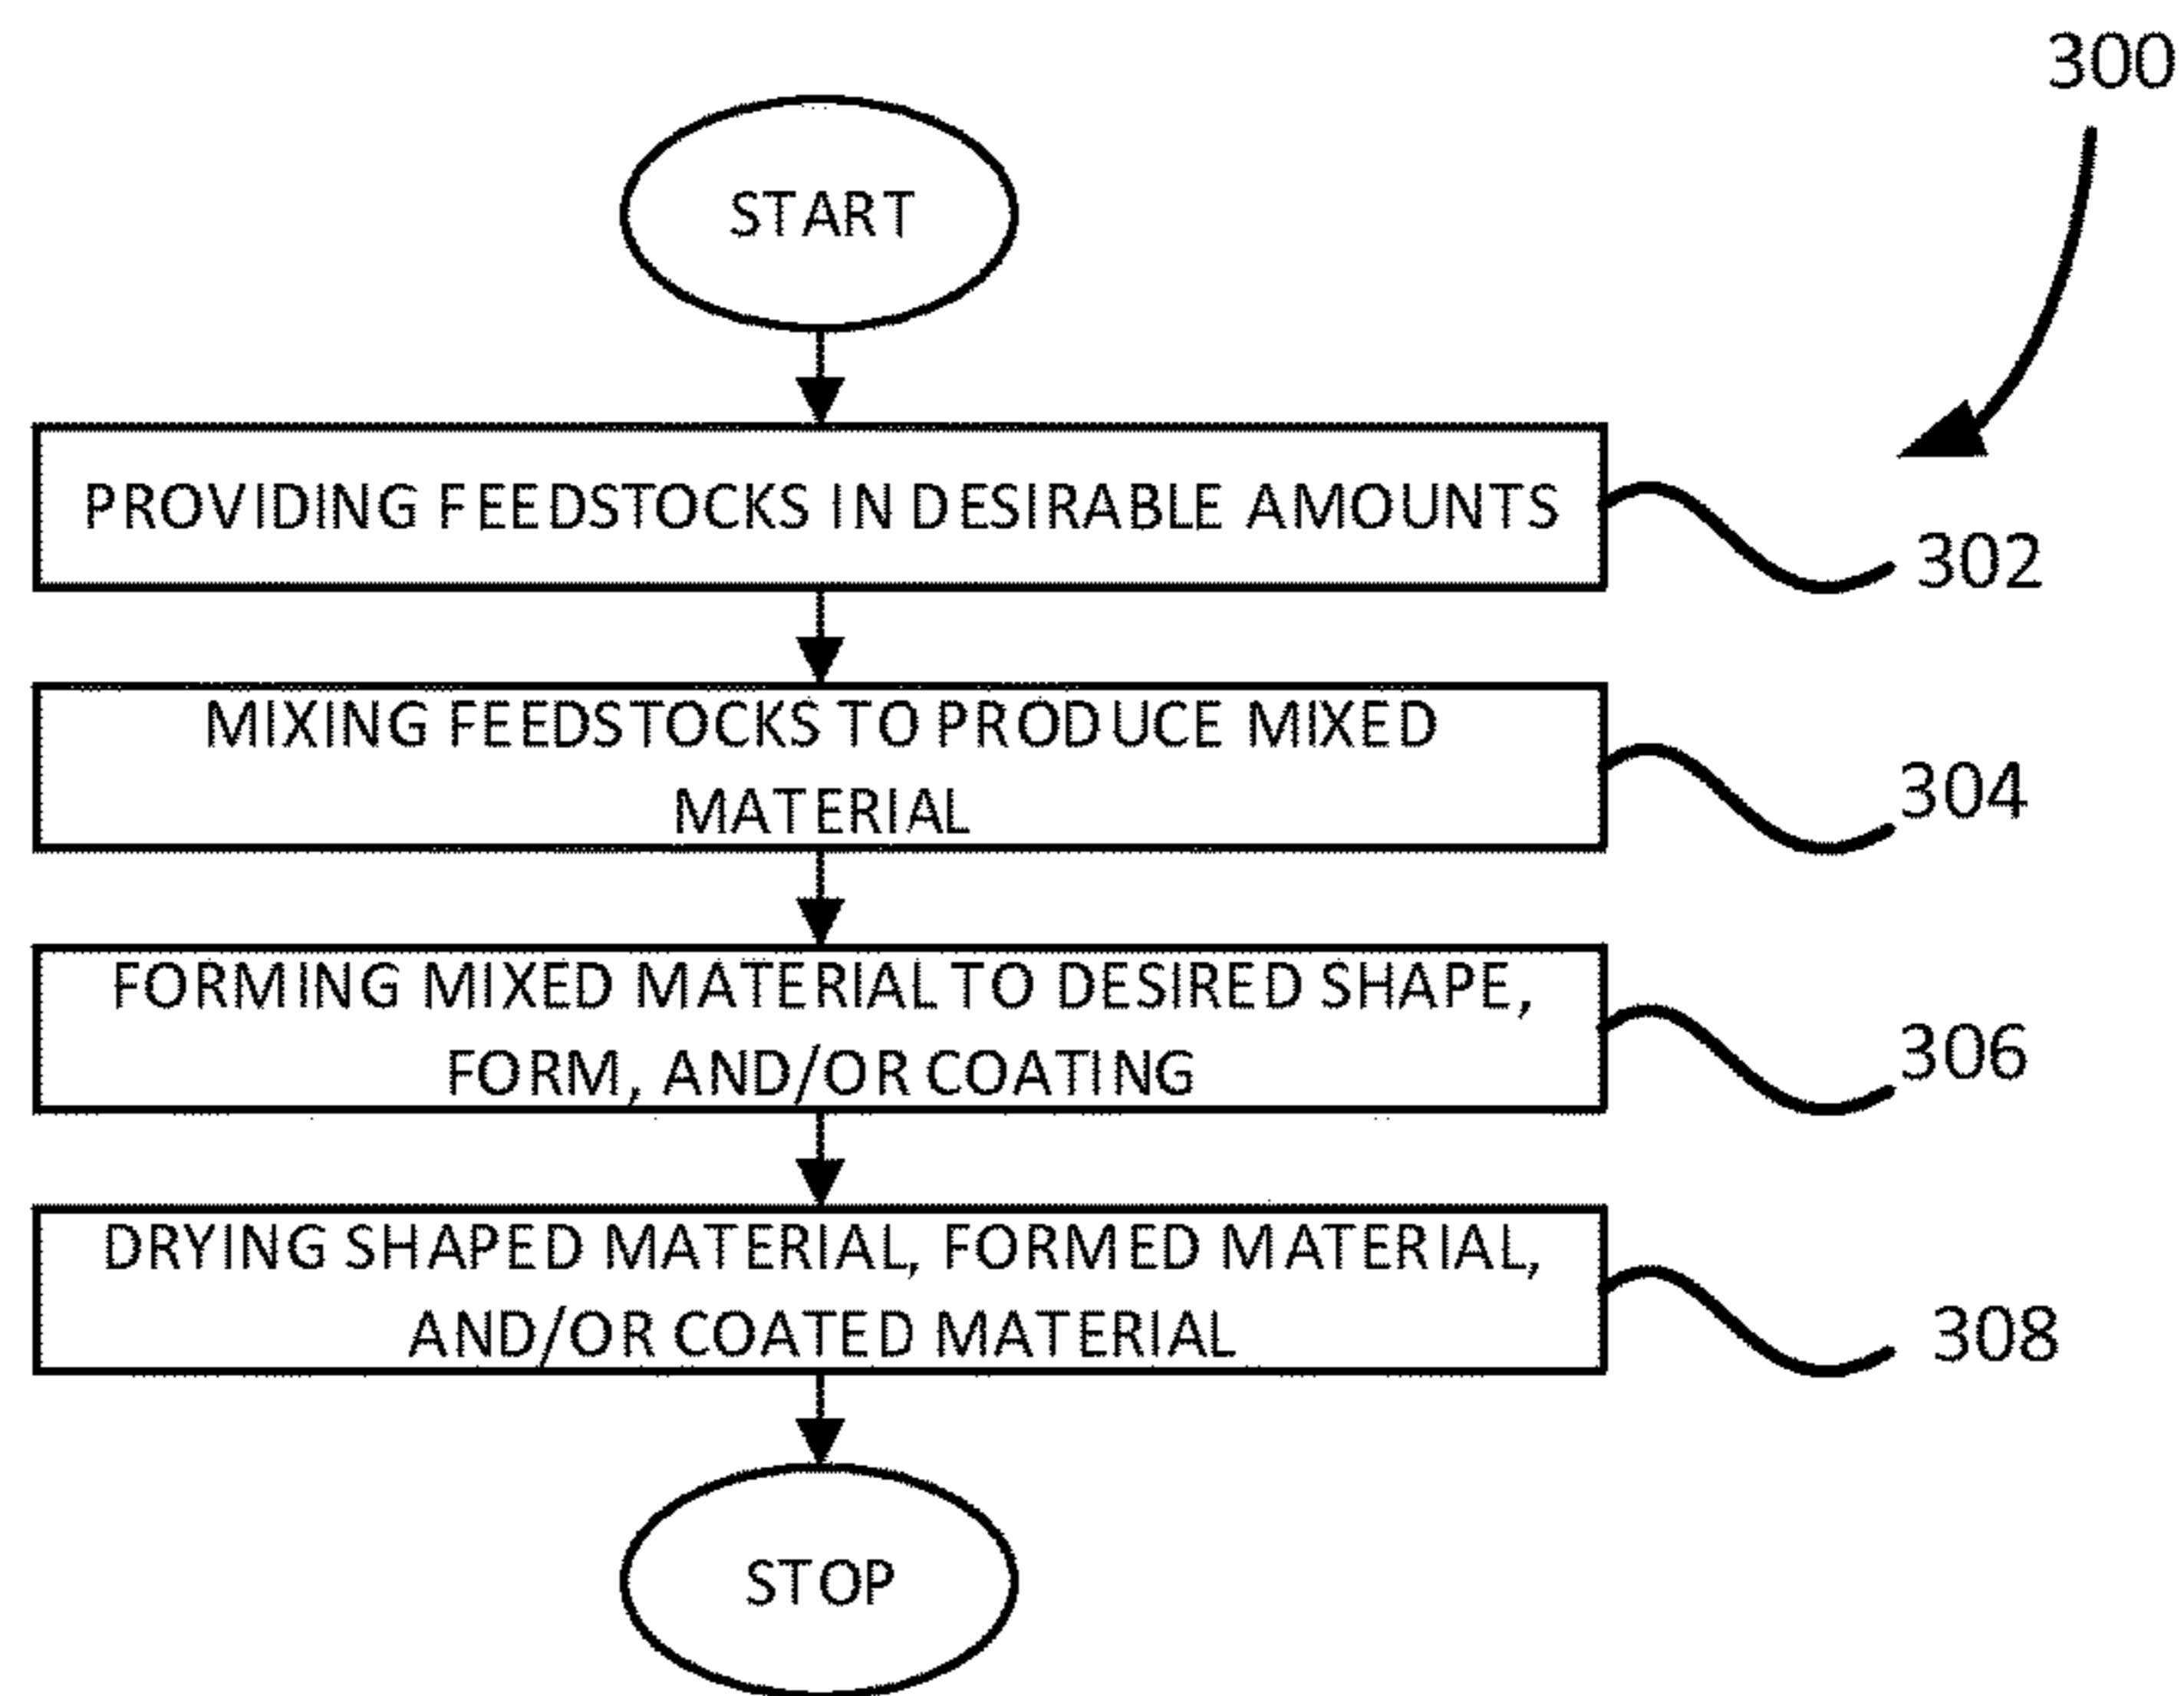 300
START
PROVIDING FEEDSTOCKS IN DESIRABLE AMOUNTS
302
MIXING FEEDSTOCKS TO PRODUCE MIXED
MATERIAL
304
FORMING MIXED MATERIAL TO DESIRED SHAPE,
FORM, AND/OR COATING
306
DRYING SHAPED MATERIAL, FORMED MATERIAL,
AND/OR COATED MATERIAL
308
STOP